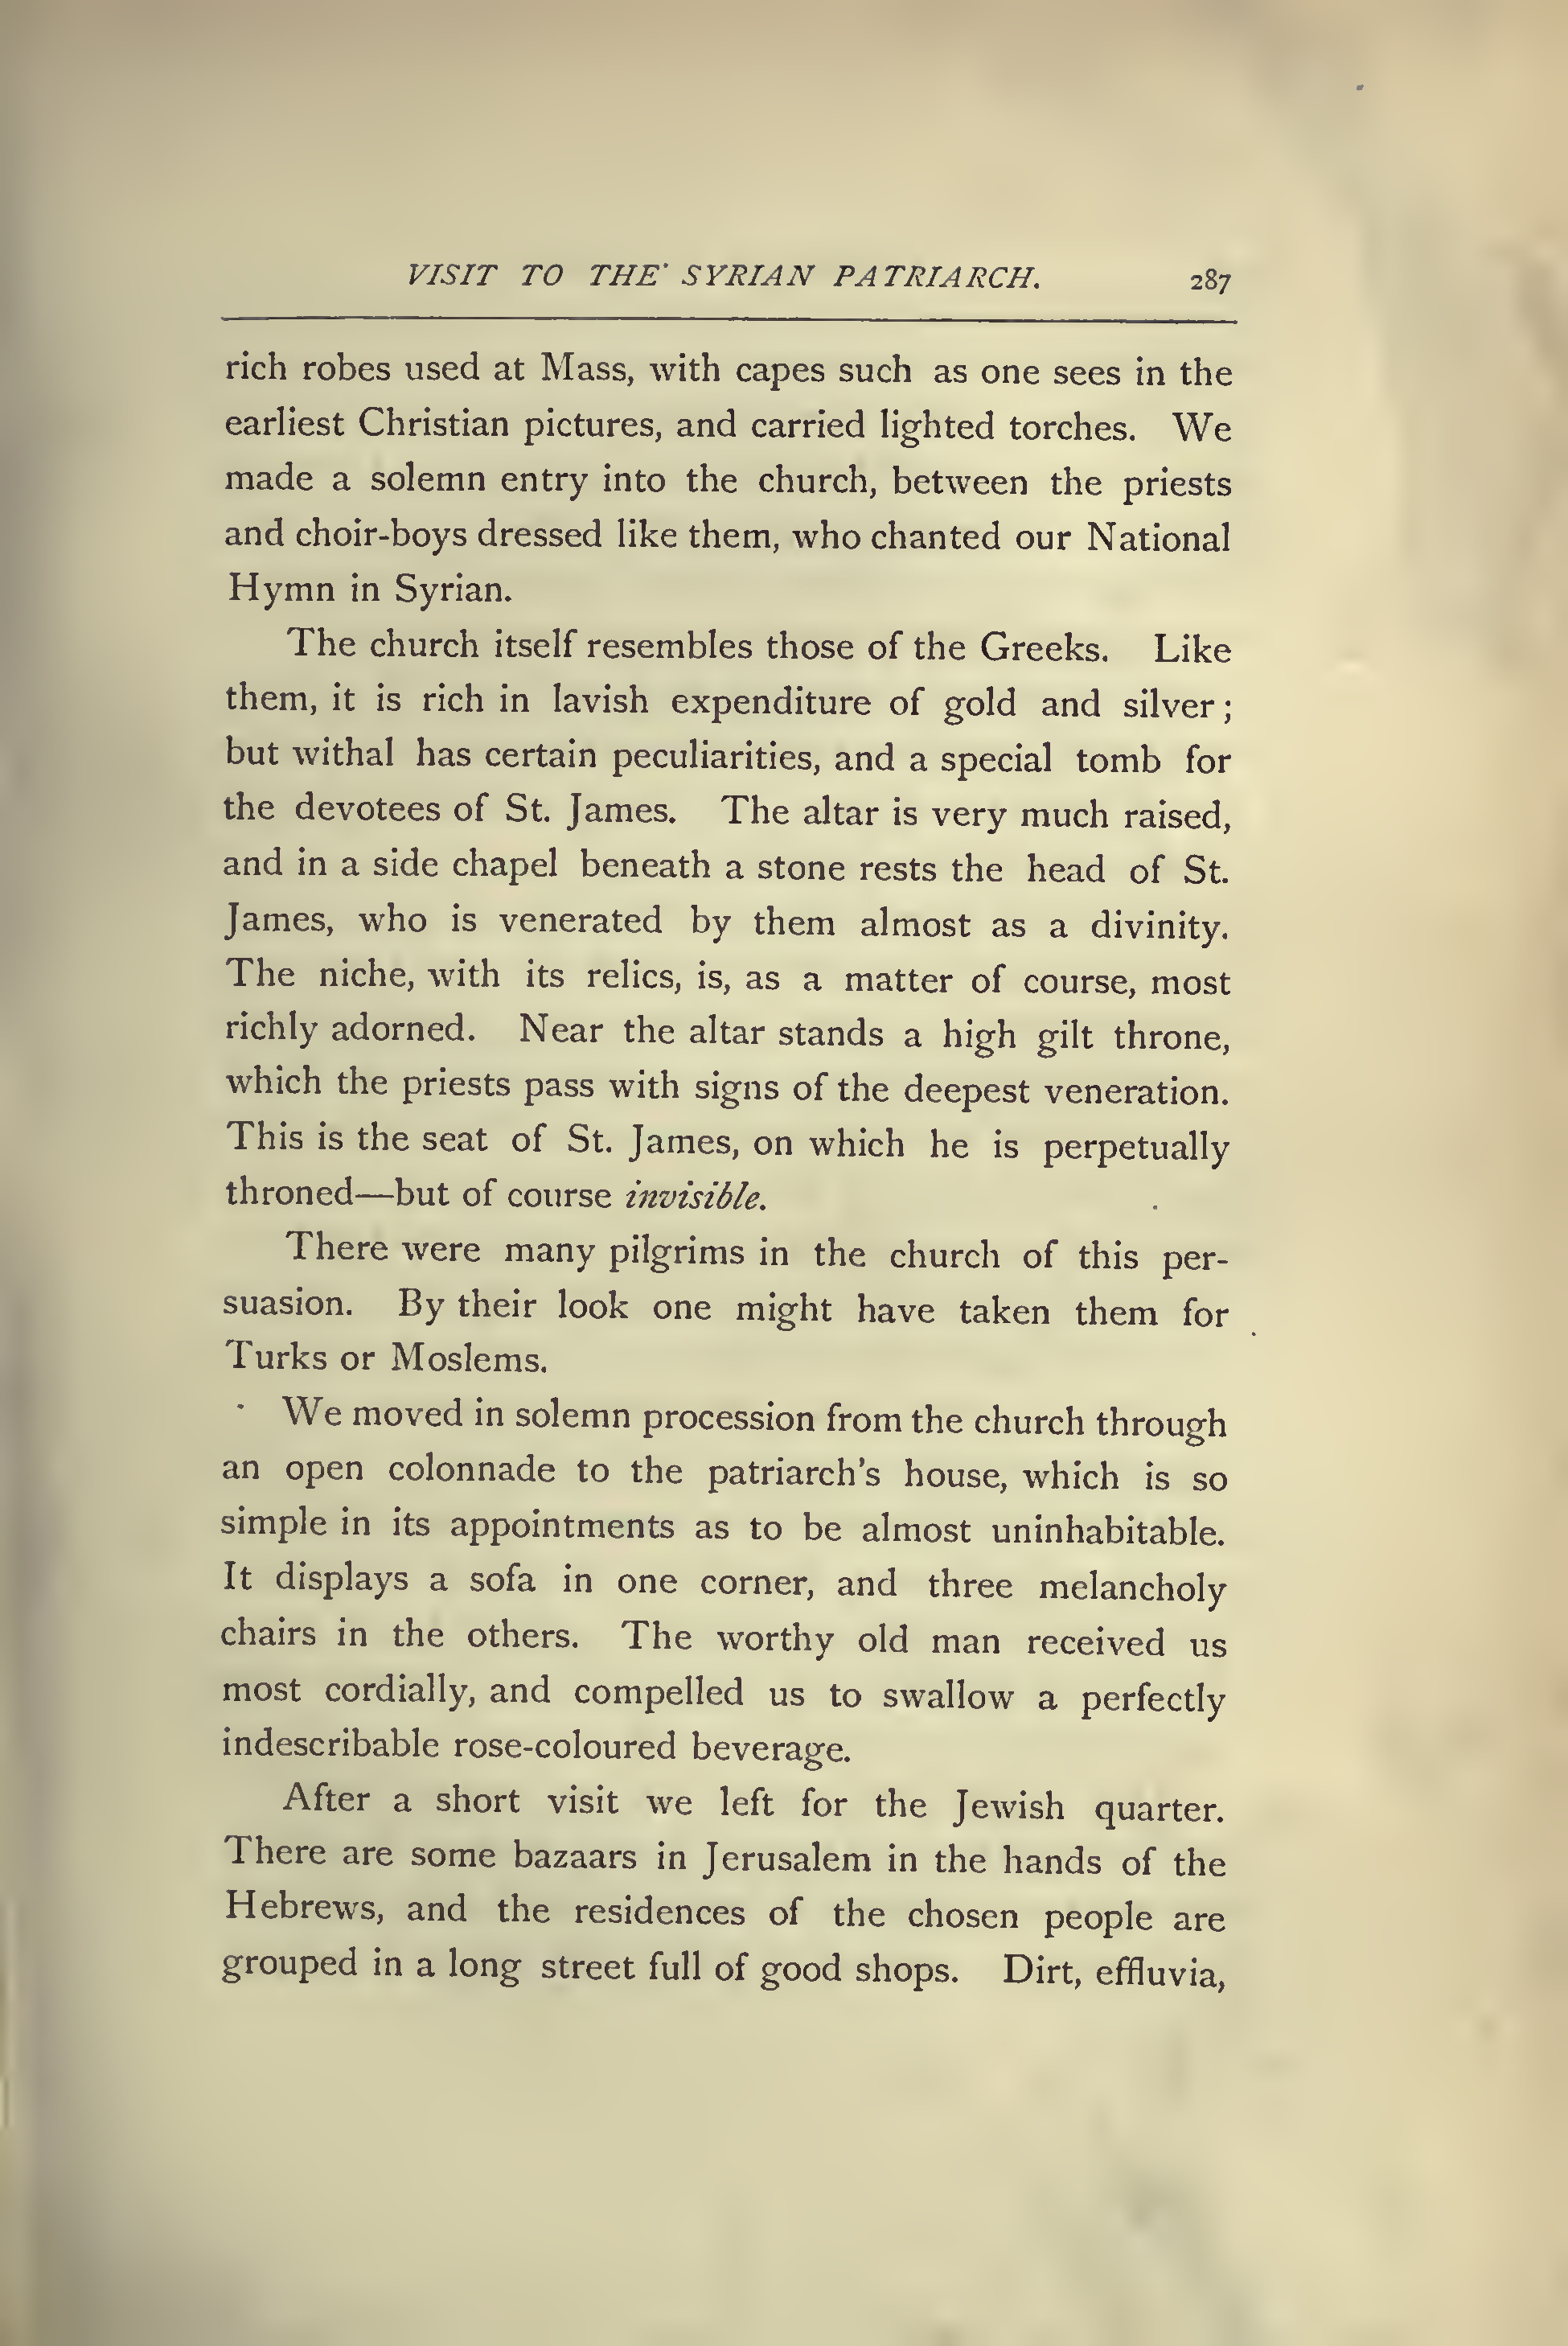 VISIT TO THE SYRIAN PATRIARCH. 287
rich robes used at Mass, with capes such as one sees in the
earliest Christian pictures, and carried lighted torches. We
made a solemn entry into the church, between the priests
and choir-boys dressed like them, who chanted our National
Hymn in Syrian.
The church itself resembles those of the Greeks. Like
them, it is rich in lavish expenditure of gold and silver;
but withal has certain peculiarities, and a special tomb for
the devotees of St. James. The altar is very much raised,
and in a side chapel beneath a stone rests the head of St.
James, who is venerated by them almost as a divinity.
The niche, with its relics, is, as a matter of course, most
richly adorned. Near the altar stands a high gilt throne,
which the priests pass with signs of the deepest veneration.
This is the seat of St. James, on which he is perpetually
throned—but of course invisible.
There were many pilgrims in the church of this per-
suasion. By their look one might have taken them for
Turks or Moslems.
We moved in solemn procession from the church through
an open colonnade to the patriarch's house, which is so
simple in its appointments as to be almost uninhabitable.
It displays a sofa in one corner, and three melancholy
chairs in the others. The worthy old man received us
most cordially, and compelled us to swallow a perfectly
indescribable rose-coloured beverage.
After a short visit we left for the Jewish quarter.
There are some bazaars in Jerusalem in the hands of the
Hebrews, and the residences of the chosen people are
grouped in a long street full of good shops. Dirt, effluvia,